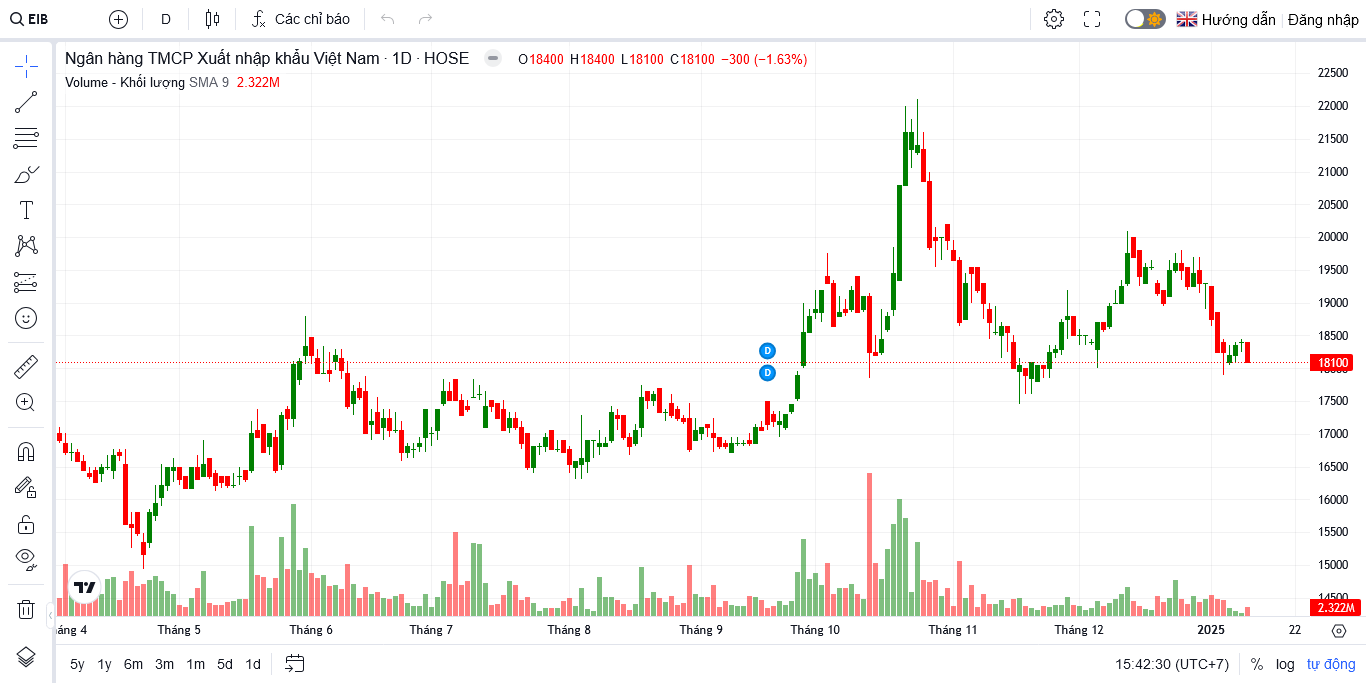 EIB
D
Các chỉ báo
Hướng dẫn
Đăng nhập
Ngân hàng TMCP Xuất nhập khẩu Việt Nam · 1D · HOSE
O18400 H18400 L18100 C18100 −300 (−1.63%)
Volume - Khối lượng SMA 9 2.322M
22500
22000
21500
21000
20500
20000
19500
19000
18500
18100
18000
17500
17000
16500
16000
15500
15000
14500
2.322M
D
D
áng 4
Tháng 5
Tháng 6
Tháng 7
Tháng 8
Tháng 9
Tháng 10
Tháng 11
Tháng 12
2025
22
5y 1y 6m 3m 1m 5d 1d
15:42:30 (UTC+7)
% log tự động